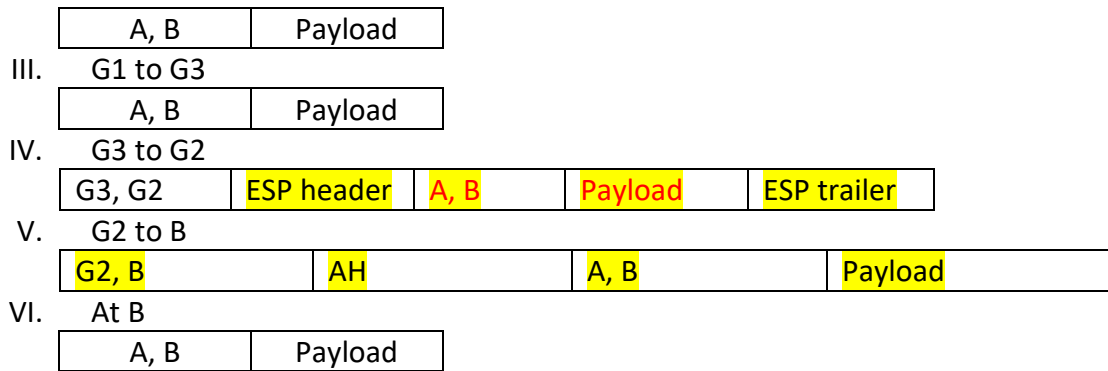 A, B Payload
III. G1 to G3
A, B Payload
IV. G3 to G2
G3, G2 ESP header A, B Payload ESP trailer
V. G2 to B
G2, B AH A, B Payload
VI. At B
A, B Payload